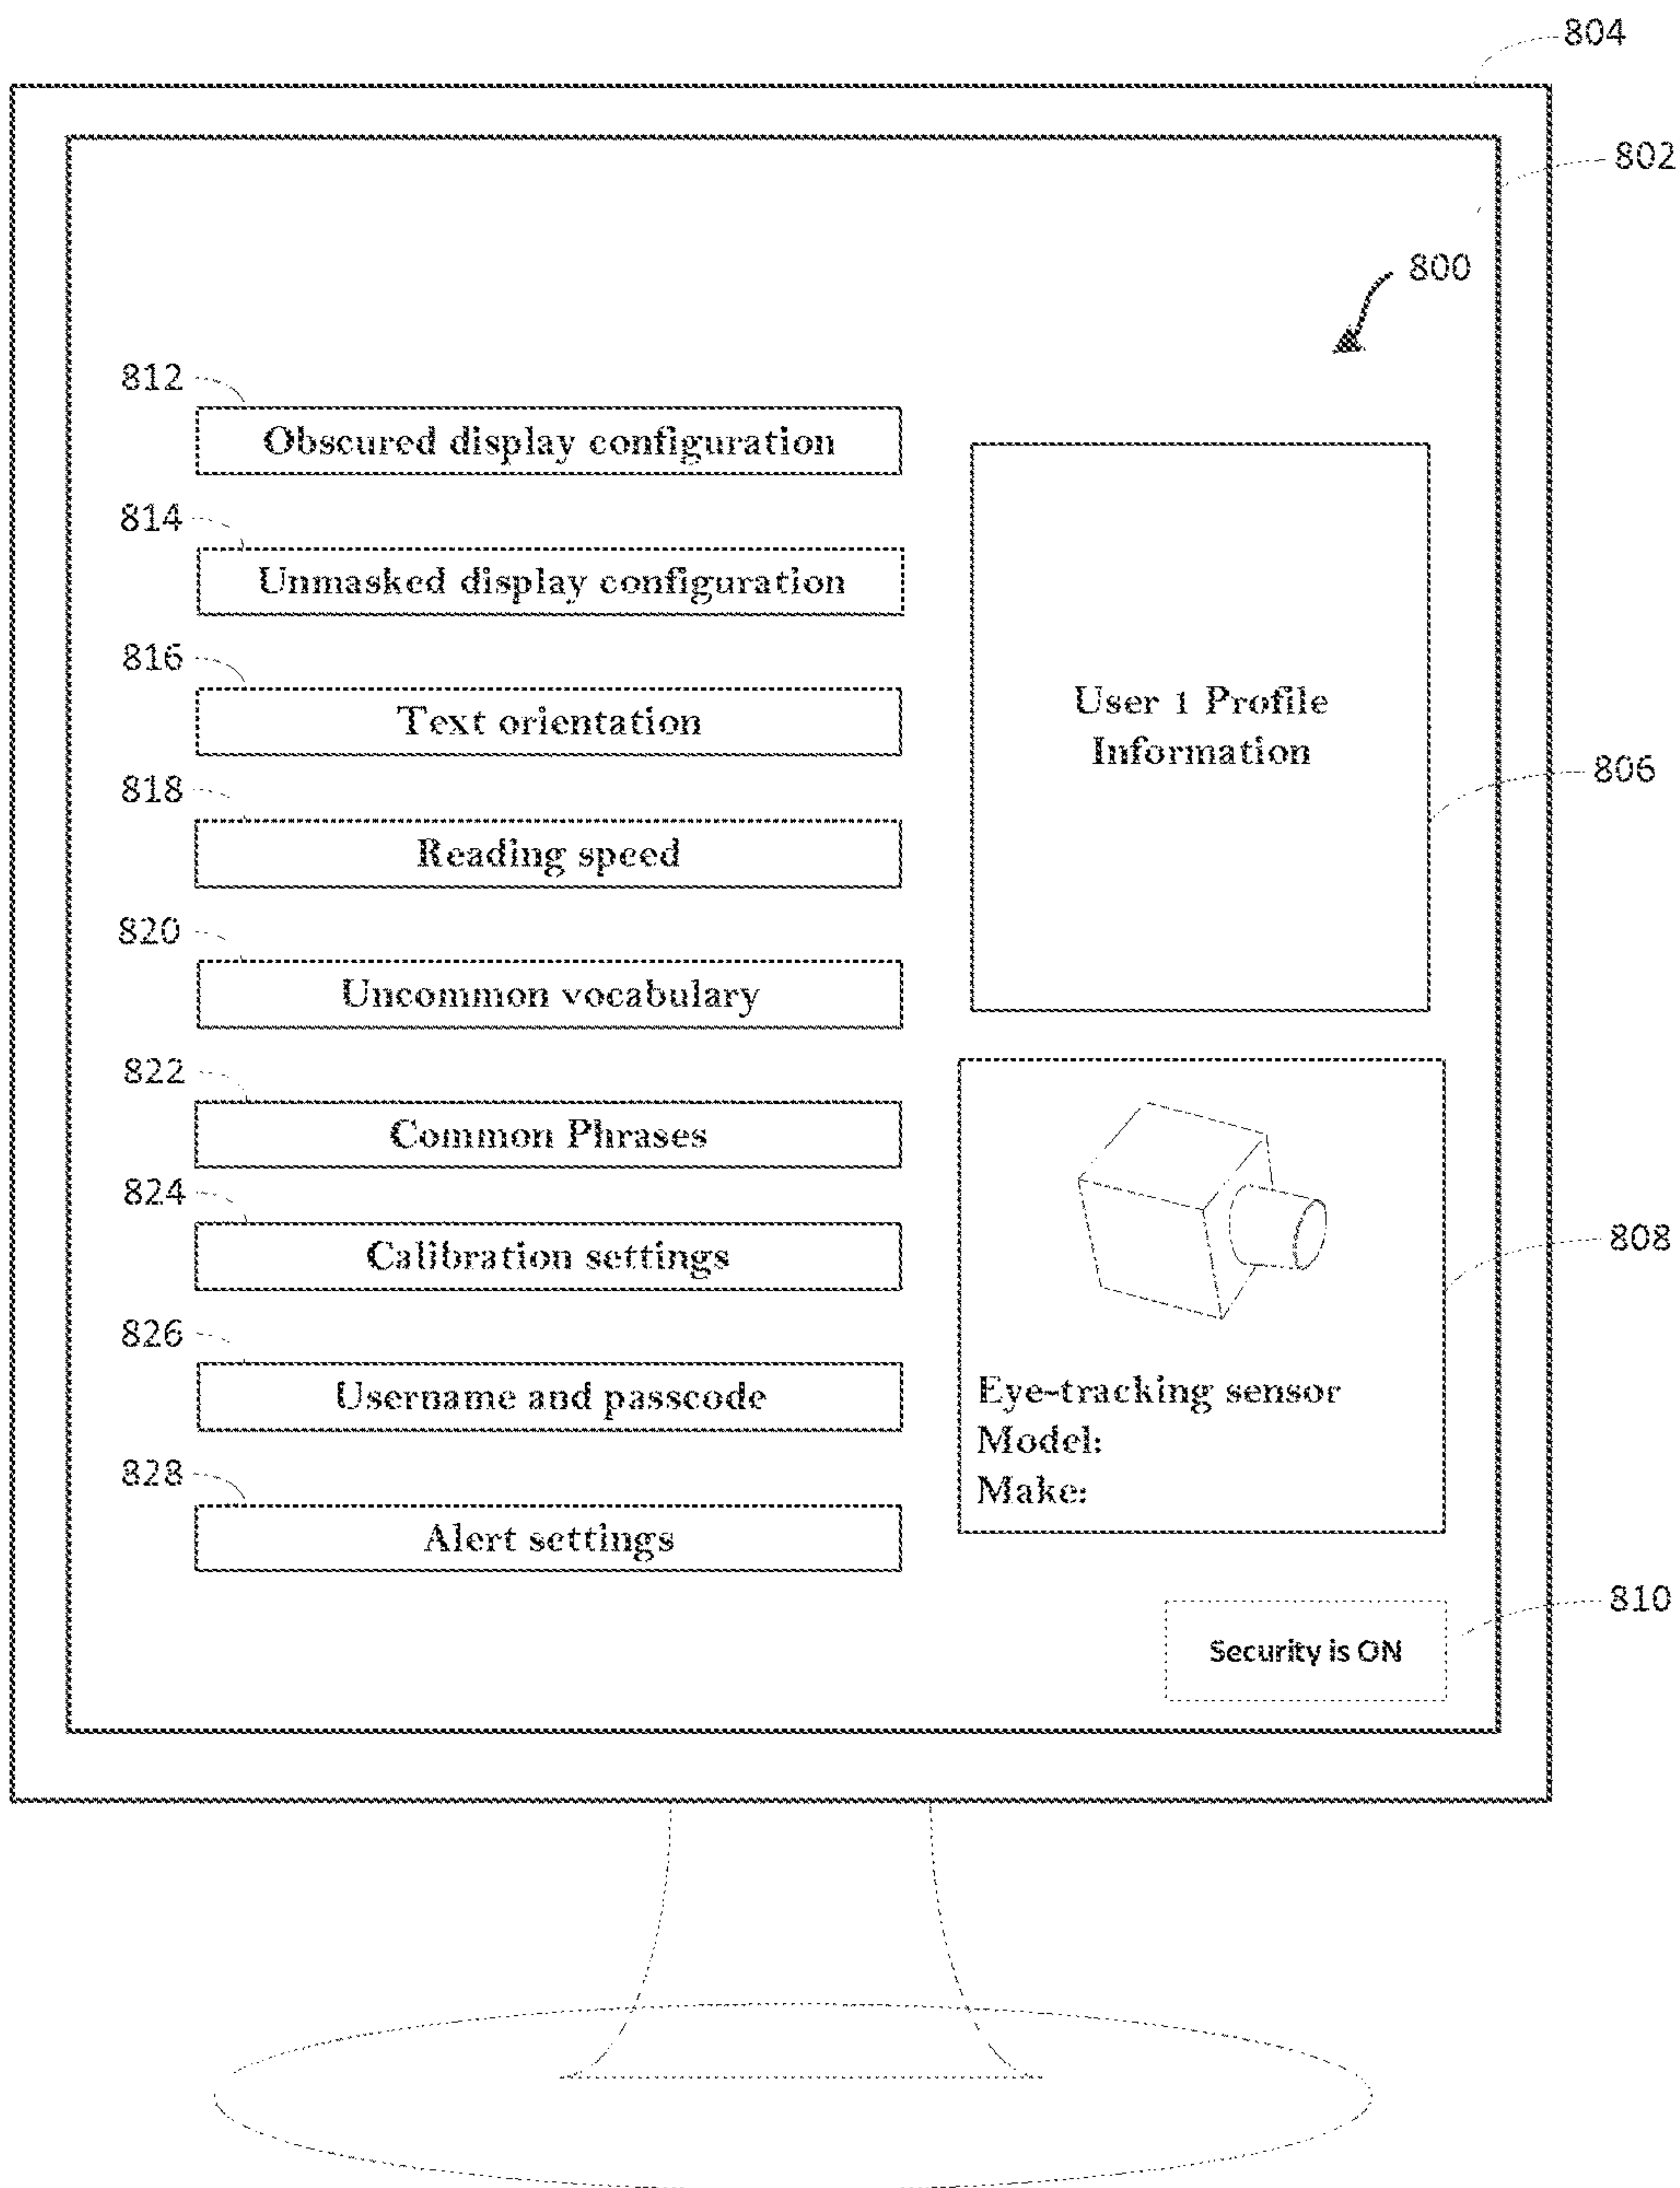 804
802
800
812
Obscured display configuration
814
Unmasked display configuration
816
Text orientation
818
Reading speed
820
Uncommon vocabulary
822
Common Phrases
824
Calibration settings
826
Username and passcode
828
Alert settings
User 1 Profile
Information
806
808
Eye-tracking sensor
Model:
Make:
810
Security is ON